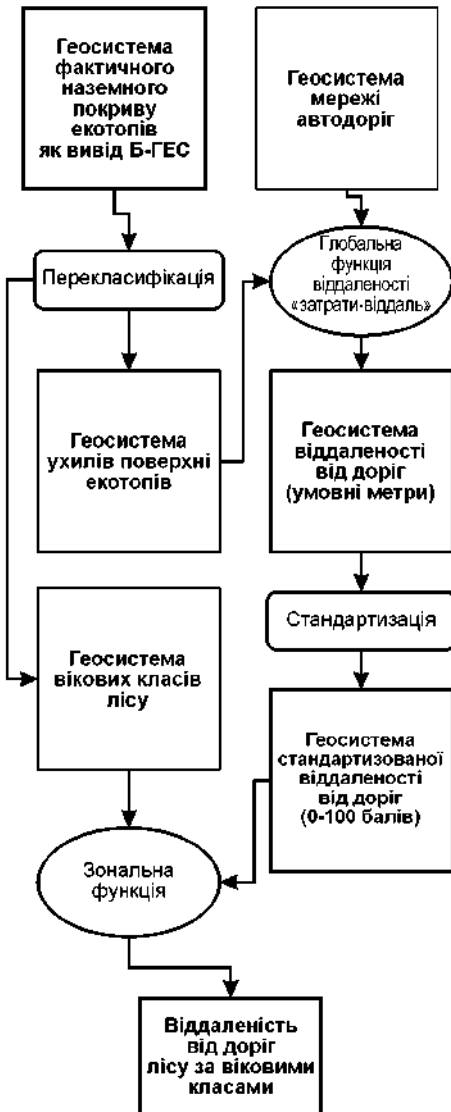 Геосистема
фактичного
наземного
покриву
екотопів
як вивід Б-ГЕС
Геосистема
мережі
автодоріг
Перекласифікація
Глобальна
функція
віддаленості
«затрати-віддаль»
Геосистема
ухилів поверхні
екотопів
Геосистема
віддаленості
від доріг
(умовні метри)
Стандартизація
Геосистема
вікових класів
лісу
Геосистема
стандартизованої
віддаленості
від доріг
(0-100 балів)
Зональна
функція
Віддаленість
від доріг
лісу за віковими
класами